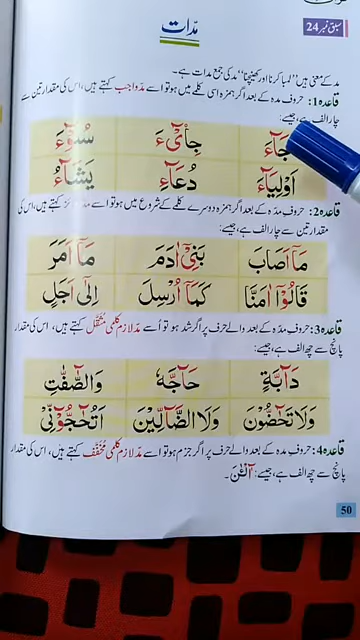 سبق نمبر 24
مدّات
مد کے معنی ہیں "لمبا کرنا اور کھینچنا" مد کی جمع مدات ہے۔
قاعدہ 1: حروف مدہ کے بعد اگر ہمزہ اسی کلمے میں ہو تو اسے مدِ واجب کہتے ہیں، اس کی مقدار تین سے
چار الف ہے، جیسے:
جَآءَ جِایْٓءَ سُوْٓءَ
اَوْلِیَآءَ دُعَآءَ یَشَآءُ
قاعدہ 2: حروف مدّہ کے بعد اگر ہمزہ دوسرے کلمے کے شروع میں ہو تو اسے کہتے ہیں، اس کی
مقدار تین سے چار الف ہے، جیسے:
مَاۤ اَصَابَ بَنِیْۤ اٰدَمَ مَاۤ اَمَرَ
قَالُوْۤا اٰمَنَّا كَمَاۤ اُرْسِلَ اِلٰۤی اَجَلٍ
قاعدہ 3: حروف مدہ کے بعد والے حرف پر اگر شد ہو تو اُسے مدِ لازم کلمی مُثقّل کہتے ہیں، اس کی مقدار
پانچ سے چھ الف ہے، جیسے:
دَآبَّةٍ حَآجَّهٗ وَالصّٰٓفّٰتِ
وَلَا تَحٰٓضُّوْنَ وَلَا الضَّآلِّیْنَ اَتُحَآجُّوْٓنِّیْ
قاعدہ 4: حروف مدہ کے بعد والے حرف پر اگر جزم ہو تو اسے مدِ لازم کلمی مخفّف کہتے ہیں، اس کی مقدار
پانچ سے چھ الف ہے، جیسے: آٰلْـٰٔنَ۔
50